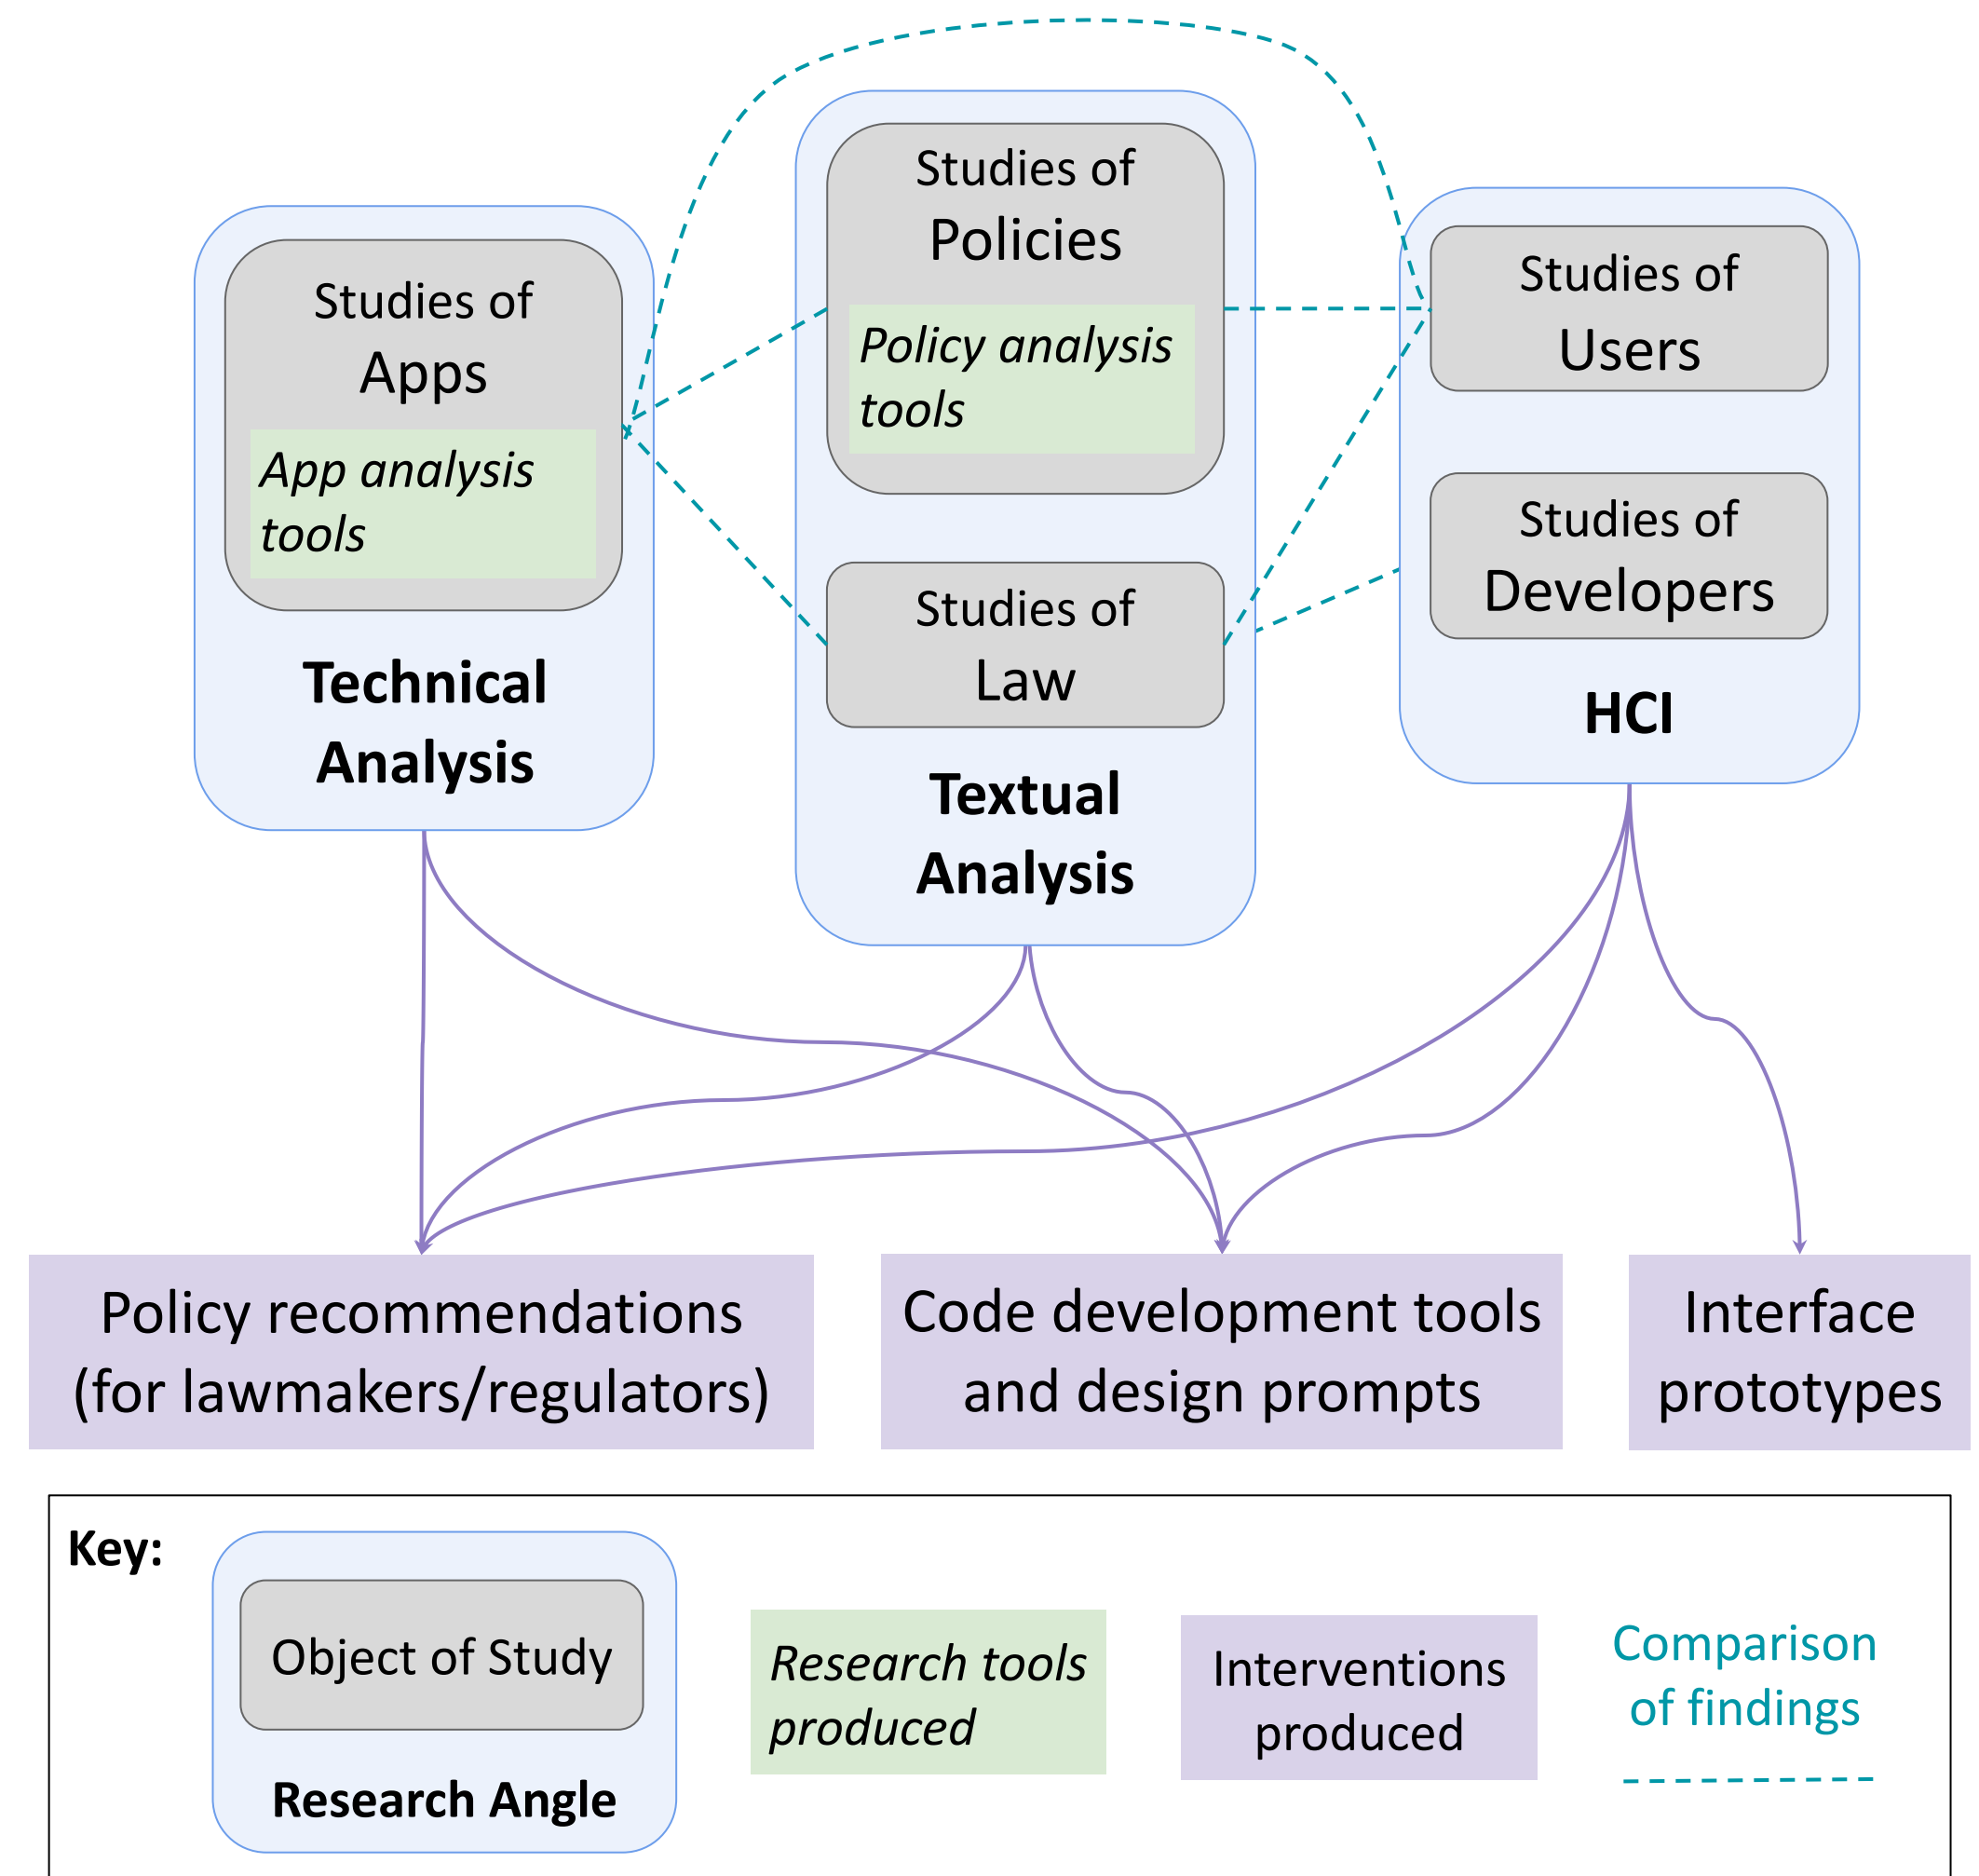 Studies of
Apps
App analysis
tools
Technical
Analysis
Studies of
Policies
Policy analysis
tools
Studies of
Law
Textual
Analysis
Studies of
Users
Studies of
Developers
HCI
Policy recommendations
(for lawmakers/regulators)
Code development tools
and design prompts
Interface
prototypes
Key:
Object of Study
Research Angle
Research tools
produced
Interventions
produced
Comparison
of findings